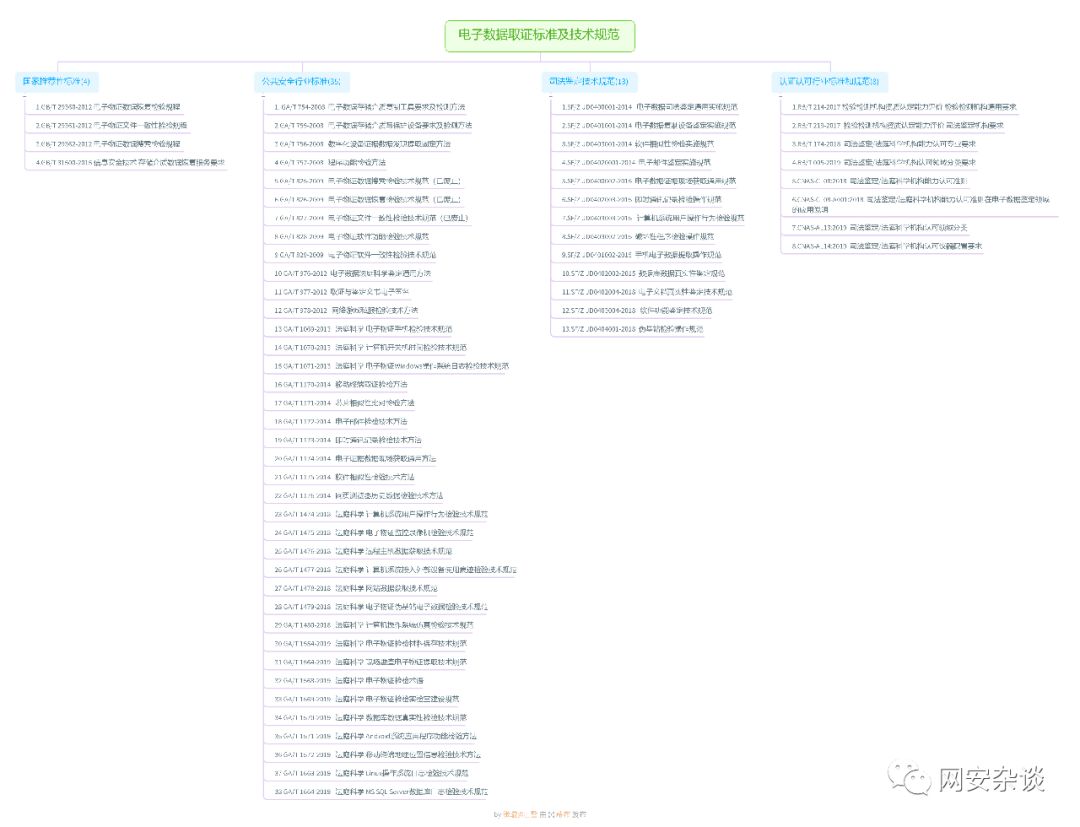 电子数据取证标准及技术规范
国家推荐性标准(4)
1.GB/T 29360-2012 电子物证数据恢复检验规程
2.GB/T 29361-2012 电子物证文件一致性检验规程
3.GB/T 29362-2012 电子物证数据搜索检验规程
4.GB/T 31500-2015 信息安全技术 存储介质数据恢复服务要求
公共安全行业标准
1. GA/T 754-2008 电子数据存储介质复制工具要求及检测方法
2.GA/T 755-2008 电子数据存储介质写保护设备要求及检测方法
3.GA/T 756-2008 数字化设备证据数据发现提取固定方法
4.GA/T 757-2008 程序功能检验方法
5.GA/T 825-2009 电子物证数据搜索检验技术规范（已废止）
6.GA/T 826-2009 电子物证数据恢复检验技术规范（已废止）
7.GA/T 827-2009 电子物证文件一致性检验技术规范（已废止）
8.GA/T 828-2009 电子物证软件功能检验技术规范
9.GA/T 829-2009 电子物证软件一致性检验技术规范
10.GA/T 976-2012 电子数据法庭科学鉴定通用方法
11.GA/T 977-2012 取证与鉴定文书电子签名
12.GA/T 978-2012 网络游戏私服检验技术方法
13.GA/T 1069-2013 法庭科学 电子物证手机检验技术规范
14.GA/T 1070-2013 法庭科学 计算机开关机时间检验技术规范
15.GA/T 1071-2013 法庭科学 电子物证Windows操作系统日志检验技术规范
16.GA/T 1170-2014 移动终端取证检验方法
17.GA/T 1171-2014 芯片相似性比对检验方法
18.GA/T 1172-2014 电子邮件检验技术方法
19.GA/T 1173-2014 即时通讯记录检验技术方法
20.GA/T 1174-2014 电子证据数据现场获取通用方法
21.GA/T 1175-2014 软件相似性检验技术方法
22.GA/T 1176-2014 网页浏览器历史数据检验技术方法
23.GA/T 1474-2018 法庭科学 计算机系统用户操作行为检验技术规范
24.GA/T 1475-2018 法庭科学 电子物证监控录像机检验技术规范
25.GA/T 1476-2018 法庭科学 远程主机数据获取技术规范
26.GA/T 1477-2018 法庭科学 计算机系统接入外部设备使用痕迹检验技术规范
27.GA/T 1478-2018 法庭科学 网站数据获取技术规范
28.GA/T 1479-2018 法庭科学 电子物证伪基站电子数据检验技术规范
29.GA/T 1480-2018 法庭科学 计算机操作系统仿真检验技术规范
法庭科学 电子物证检材料保存技术规范
法庭科学 现场勘查电子物证提取技术规范
法庭科学 电子物证检验术语
法庭科学 电子物证检验实验室建设规范
34.GA/T 1570-2019 法庭科学 数据库数据真实性检验技术规范
35.GA/T 1571-2019 法庭科学 Android系统应用程序功能检验方法
36.GA/T 1572-2019 法庭科学 移动终端地理位置信息检验技术方法
法庭科学 Linux操作系统日志检验技术规范
法庭科学 MS SQL Server数据库日志检验技术规范
司法鉴定技术规范(13)
1.SF/Z JD0400001-2014 电子数据司法鉴定通用实施规范
2.SF/Z JD0401001-2014 电子数据复制设备鉴定实施规范
3.SF/Z JD0403001-2014 软件相似性检验实施规范
4.SF/Z JD0402001-2014 电子邮件鉴定实施规范
5.SF/Z JD0400002-2015 电子数据证据现场获取通用规范
6.SF/Z JD0402003-2015 即时通讯记录检验操作规范
7.SF/Z JD0403003-2015 计算机系统用户操作行为检验规范
8.SF/Z JD0403002-2015 破坏性程序检验操作规范
9.SF/Z JD0401002-2015 手机电子数据提取操作规范
10.SF/Z JD0402002-2015 数据库数据真实性鉴定规范
11.SF/Z JD0402004-2018 电子文档真实性鉴定技术规范
12.SF/Z JD0403004-2018 软件功能鉴定技术规范
13.SF/Z JD0404001-2018 伪基站检验操作规范
认证认可行业标准和规范(8)
1.RB/T 214-2017 检验检测机构资质认定能力评价 检验检测机构通用要求
2.RB/T 219-2017 检验检测机构资质认定能力评价 司法鉴定机构要求
司法鉴定/法庭科学机构能力认可专业要求
司法鉴定/法庭科学机构认可领域分类要求
5.CNAS-CL08:2018 司法鉴定/法庭科学机构能力认可准则
6.CNAS-CL08-A001:2018 司法鉴定/法庭科学机构能力认可准则在电子数据鉴定领域
的应用说明
7.CNAS-AL13:2019 司法鉴定/法庭科学机构认可领域分类
8.CNAS-AL14:2019 司法鉴定/法庭科学机构认可仪器配置要求
网安杂谈